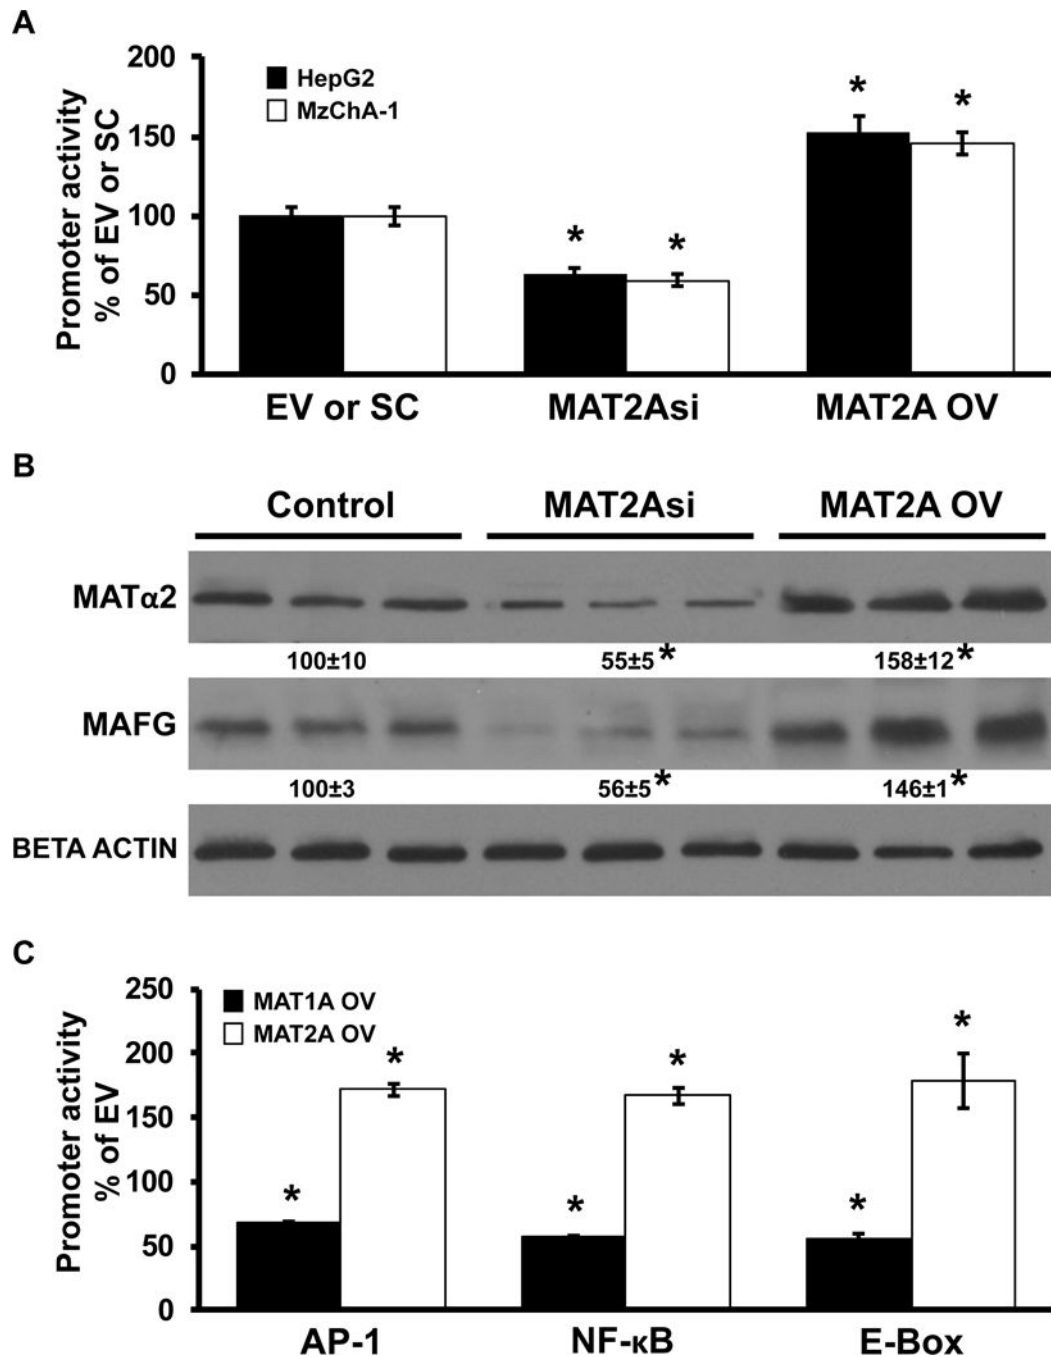 A
Promoter activity
% of EV or SC
200
150
100
50
0
HepG2
MzChA-1
* * * *
EV or SC MAT2Asi MAT2A OV
B
Control MAT2Asi MAT2A OV
MATα2
100±10 55±5* 158±12*
MAFG
100±3 56±5* 146±1*
BETA ACTIN
C
Promoter activity
% of EV
250
200
150
100
50
0
MAT1A OV
MAT2A OV
* * * * * *
AP-1 NF-κB E-Box